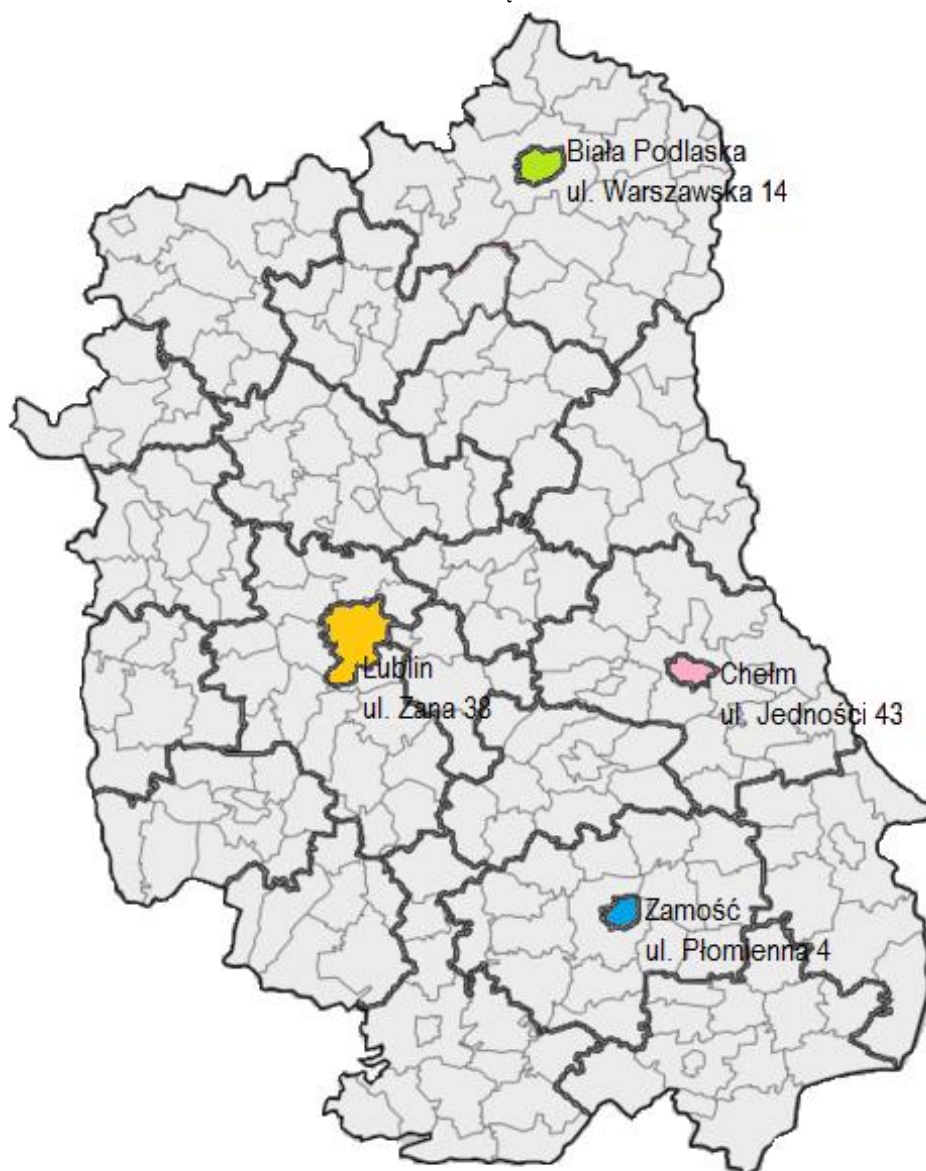 Biała Podlaska
ul. Warszawska 14
Lublin
ul. Zana 38
Chełm
ul. Jedności 43
Zamość
ul. Płomienna 4